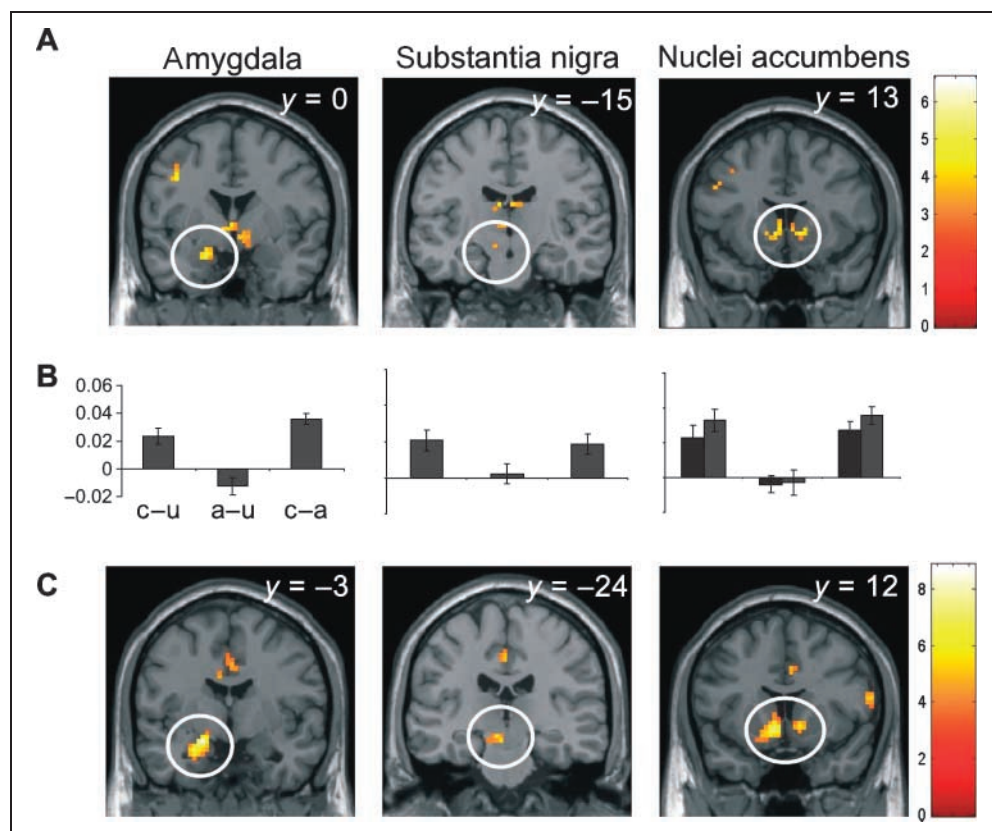 A
Amygdala
Substantia nigra
Nuclei accumbens
y = 0
y = –15
y = 13
6
5
4
3
2
1
0
B
0.06
0.04
0.02
0
–0.02
c–u
a–u
c–a
C
y = –3
y = –24
y = 12
8
6
4
2
0